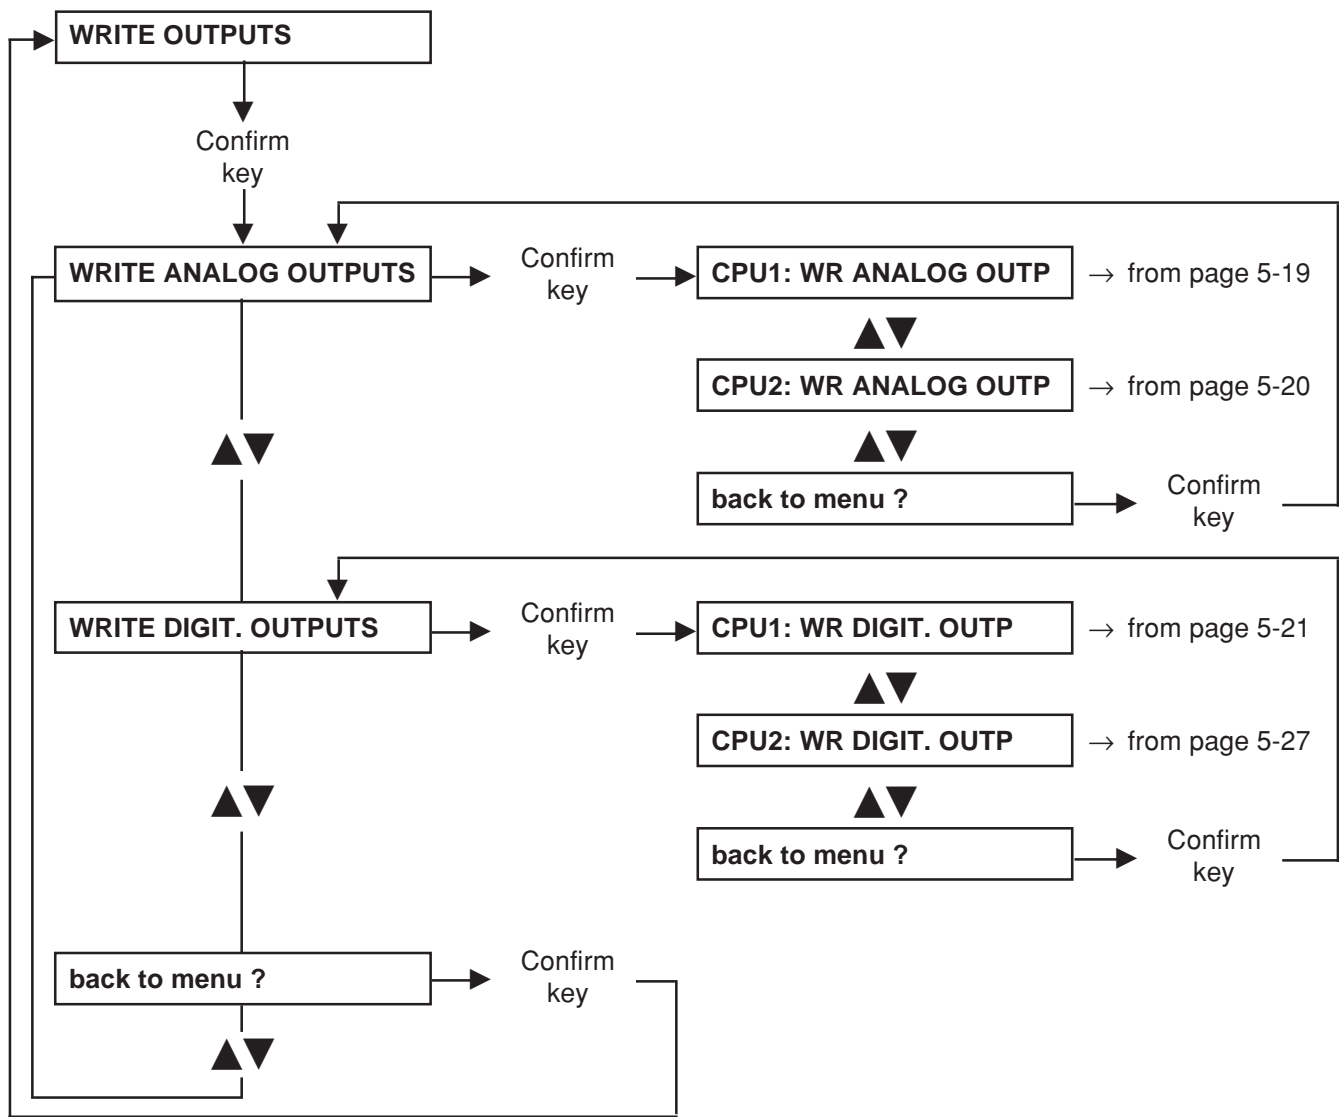 WRITE OUTPUTS
Confirm
key
WRITE ANALOG OUTPUTS
Confirm
key
CPU1: WR ANALOG OUTP
→ from page 5-19
CPU2: WR ANALOG OUTP
→ from page 5-20
back to menu ?
Confirm
key
WRITE DIGIT. OUTPUTS
Confirm
key
CPU1: WR DIGIT. OUTP
→ from page 5-21
CPU2: WR DIGIT. OUTP
→ from page 5-27
back to menu ?
Confirm
key
back to menu ?
Confirm
key